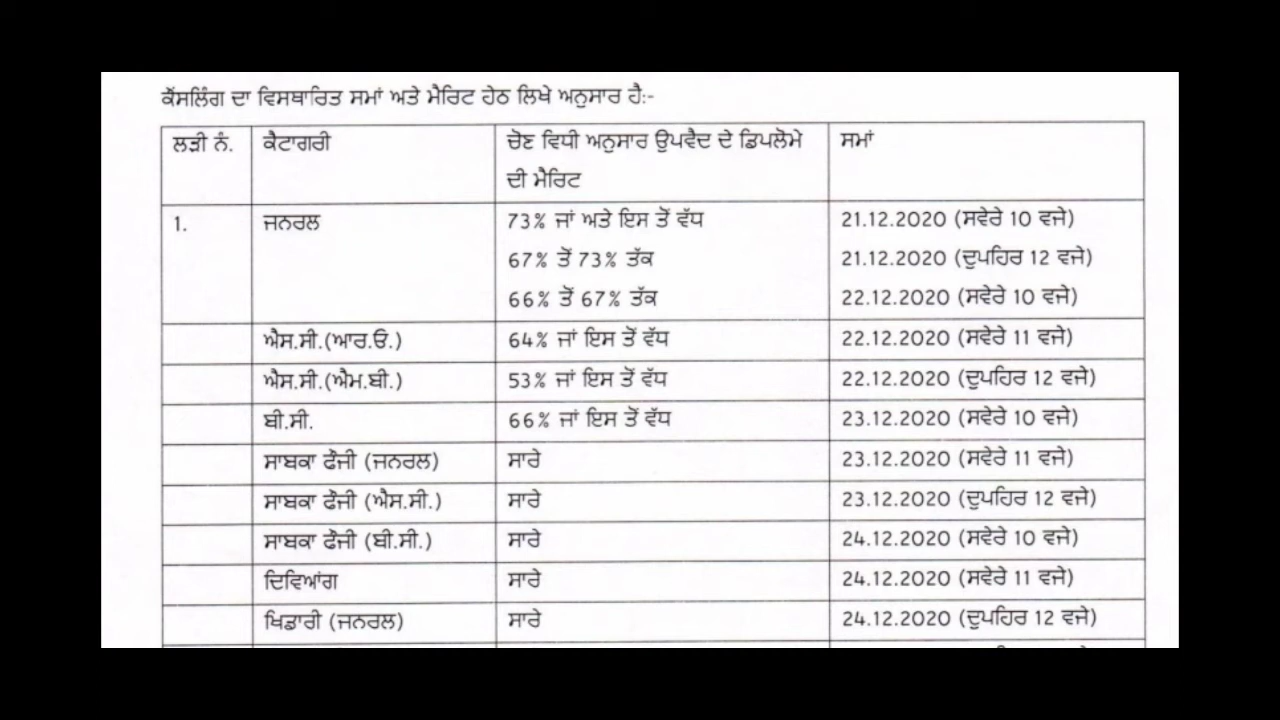 ਕੌਂਸਲਿੰਗ ਦਾ ਵਿਸਥਾਰਿਤ ਸਮਾਂ ਅਤੇ ਮੈਰਿਟ ਹੇਠ ਲਿਖੇ ਅਨੁਸਾਰ ਹੈ:-
ਲੜੀ ਨੰ. ਕੈਟਾਗਰੀ ਚੋਣ ਵਿਧੀ ਅਨੁਸਾਰ ਉਪਵੈਦ ਦੇ ਡਿਪਲੋਮੇ ਸਮਾਂ
ਦੀ ਮੈਰਿਟ
1. ਜਨਰਲ 73% ਜਾਂ ਅਤੇ ਇਸ ਤੋਂ ਵੱਧ 21.12.2020 (ਸਵੇਰੇ 10 ਵਜੇ)
67% ਤੋਂ 73% ਤੱਕ 21.12.2020 (ਦੁਪਹਿਰ 12 ਵਜੇ)
66% ਤੋਂ 67% ਤੱਕ 22.12.2020 (ਸਵੇਰੇ 10 ਵਜੇ)
ਐਸ.ਸੀ.(ਆਰ.ਓ.) 64% ਜਾਂ ਇਸ ਤੋਂ ਵੱਧ 22.12.2020 (ਸਵੇਰੇ 11 ਵਜੇ)
ਐਸ.ਸੀ.(ਐਮ.ਬੀ.) 53% ਜਾਂ ਇਸ ਤੋਂ ਵੱਧ 22.12.2020 (ਦੁਪਹਿਰ 12 ਵਜੇ)
ਬੀ.ਸੀ. 66% ਜਾਂ ਇਸ ਤੋਂ ਵੱਧ 23.12.2020 (ਸਵੇਰੇ 10 ਵਜੇ)
ਸਾਬਕਾ ਫੌਜੀ (ਜਨਰਲ) ਸਾਰੇ 23.12.2020 (ਸਵੇਰੇ 11 ਵਜੇ)
ਸਾਬਕਾ ਫੌਜੀ (ਐਸ.ਸੀ.) ਸਾਰੇ 23.12.2020 (ਦੁਪਹਿਰ 12 ਵਜੇ)
ਸਾਬਕਾ ਫੌਜੀ (ਬੀ.ਸੀ.) ਸਾਰੇ 24.12.2020 (ਸਵੇਰੇ 10 ਵਜੇ)
ਦਿਵਿਆਂਗ ਸਾਰੇ 24.12.2020 (ਸਵੇਰੇ 11 ਵਜੇ)
ਖਿਡਾਰੀ (ਜਨਰਲ) ਸਾਰੇ 24.12.2020 (ਦੁਪਹਿਰ 12 ਵਜੇ)